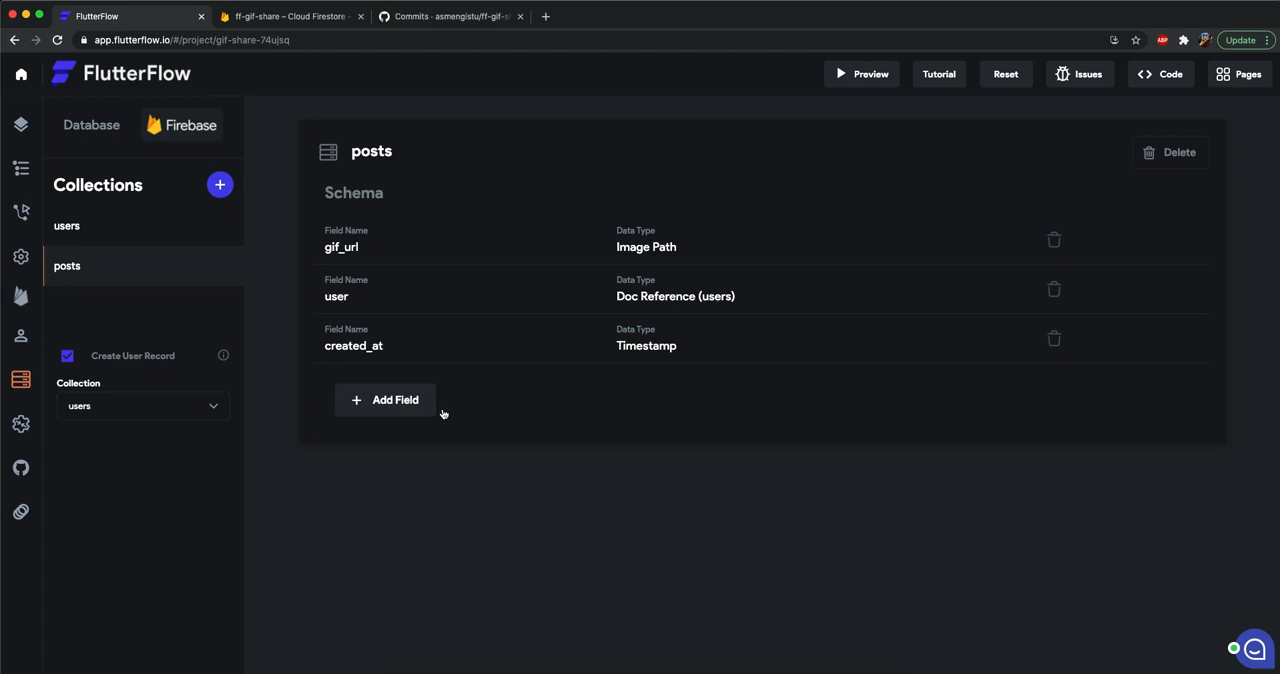 FlutterFlow
ff-gif-share – Cloud Firestore -
Commits · asmengistu/ff-gif-s
app.flutterflow.io/#/project/gif-share-74ujsq
ABP
Update
FlutterFlow
Preview
Tutorial
Reset
Issues
Code
Pages
Database
Firebase
Collections
users
posts
Create User Record
Collection
users
posts
Delete
Schema
Field Name
Data Type
gif_url
Image Path
Field Name
Data Type
user
Doc Reference (users)
Field Name
Data Type
created_at
Timestamp
Add Field